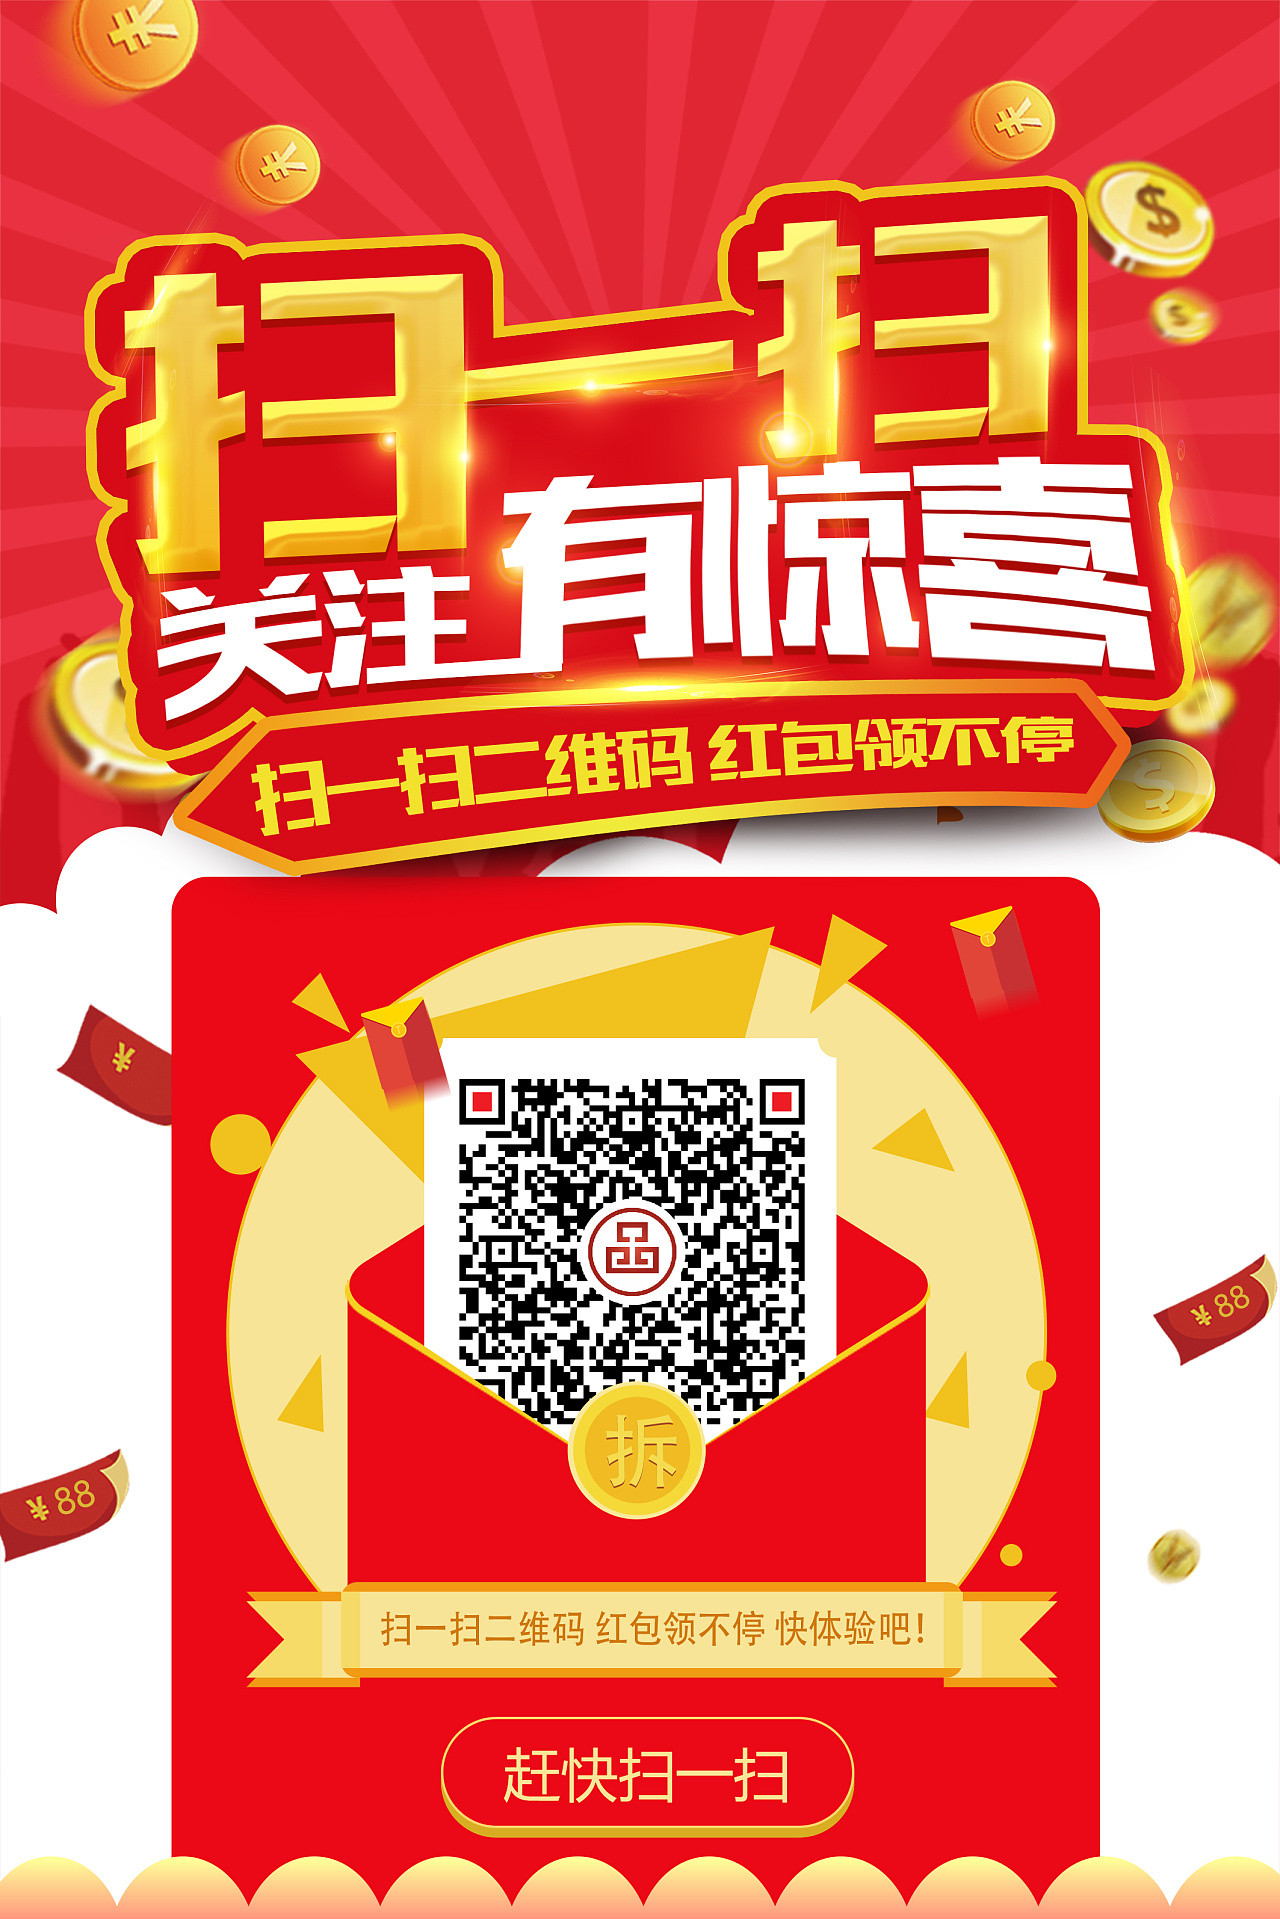 扫一扫
关注有惊喜
扫一扫二维码 红包领不停
¥
¥88
¥88
品
拆
扫一扫二维码 红包领不停 快体验吧!
赶快扫一扫